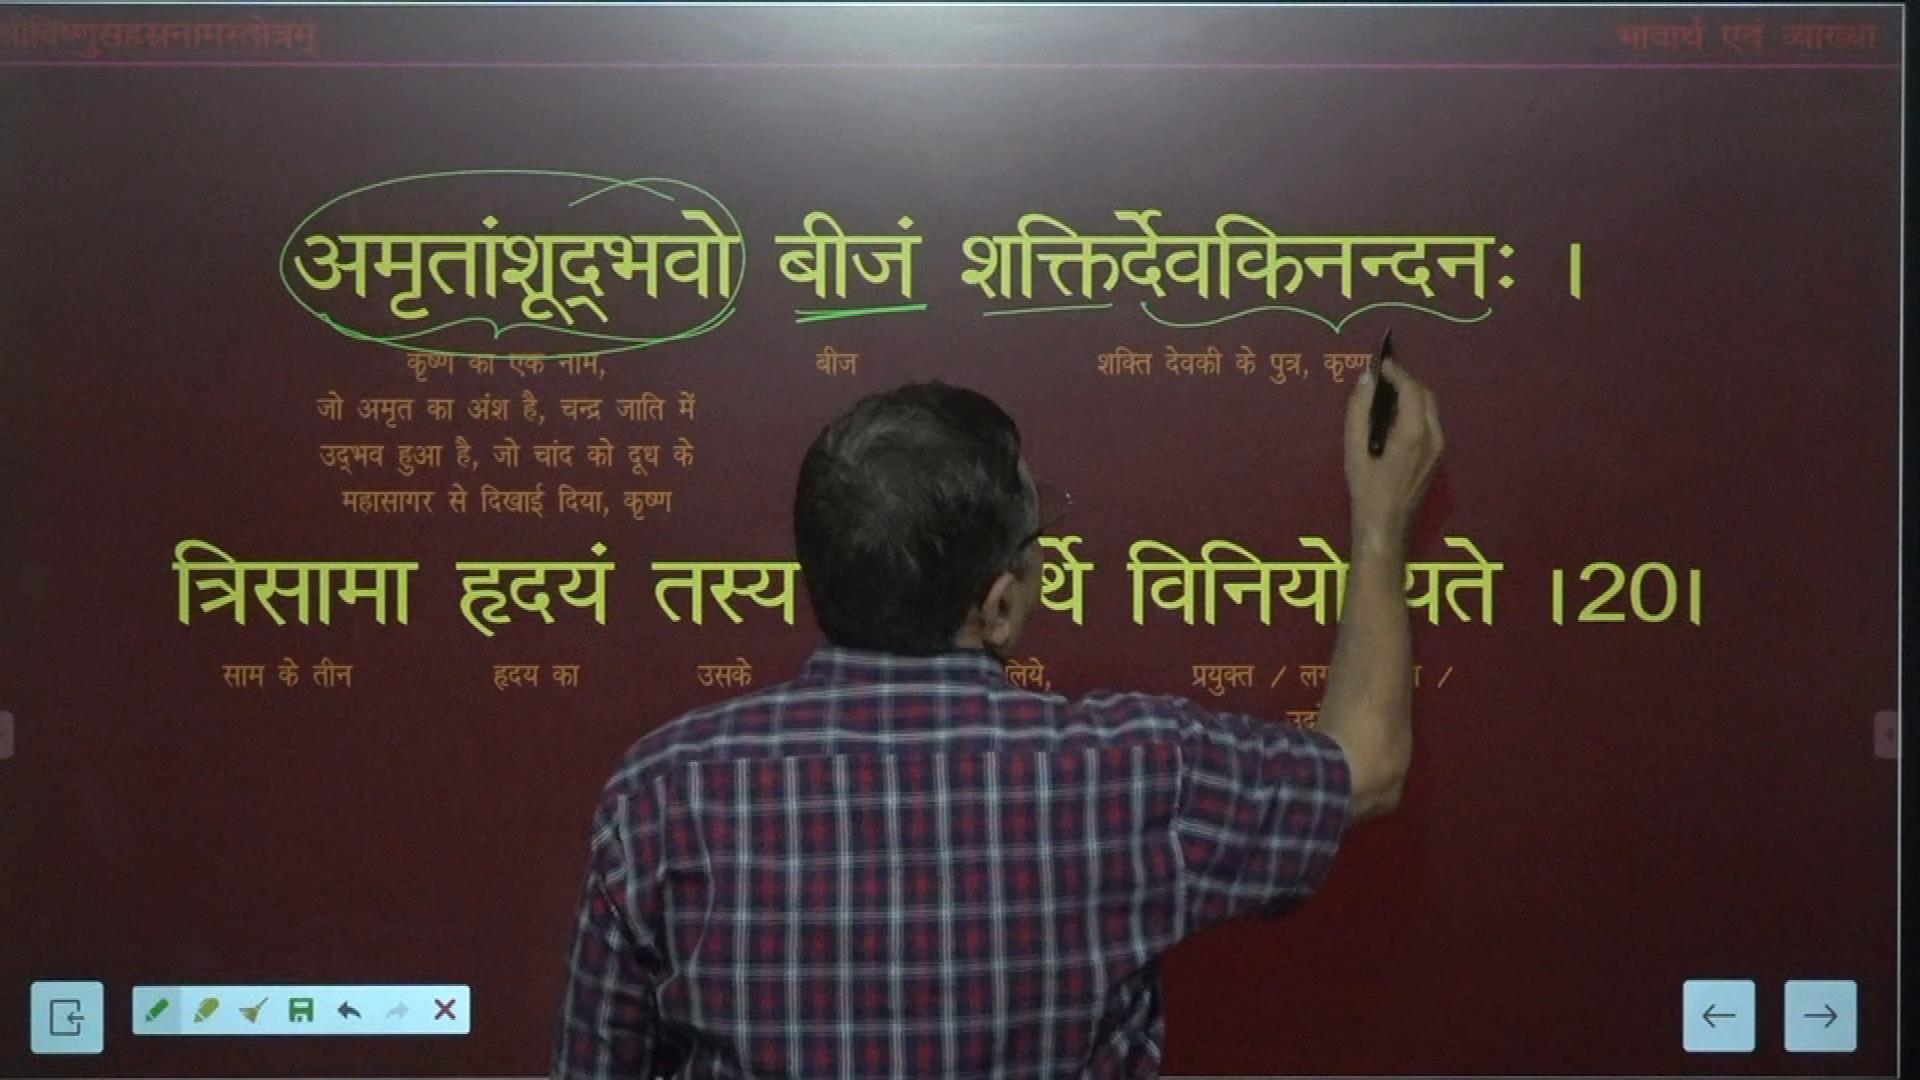 श्रीविष्णुसहस्रनामस्तोत्रम् भावार्थ एवं व्याख्या
अमृतांशूद्भवो बीजं शक्तिर्देवकिनन्दनः ।
कृष्ण का एक नाम, बीज शक्ति देवकी के पुत्र, कृष्ण
जो अमृत का अंश है, चन्द्र जाति में
उद्भव हुआ है, जो चांद को दूध के
महासागर से दिखाई दिया, कृष्ण
त्रिसामा हृदयं तस्य र्थे विनियो यते ।20।
साम के तीन हृदय का उसके लिये, प्रयुक्त / /